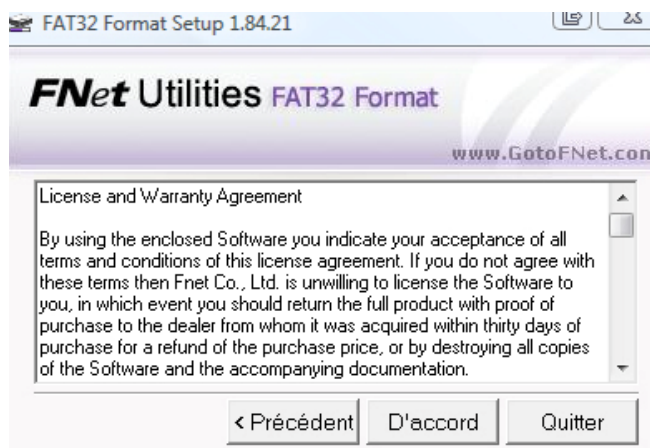 FAT32 Format Setup 1.84.21
FNet Utilities FAT32 Format
www.GotoFNet.com
License and Warranty Agreement
By using the enclosed Software you indicate your acceptance of all
terms and conditions of this license agreement. If you do not agree with
these terms then Fnet Co., Ltd. is unwilling to license the Software to
you, in which event you should return the full product with proof of
purchase to the dealer from whom it was acquired within thirty days of
purchase for a refund of the purchase price, or by destroying all copies
of the Software and the accompanying documentation.
< Précédent D'accord Quitter